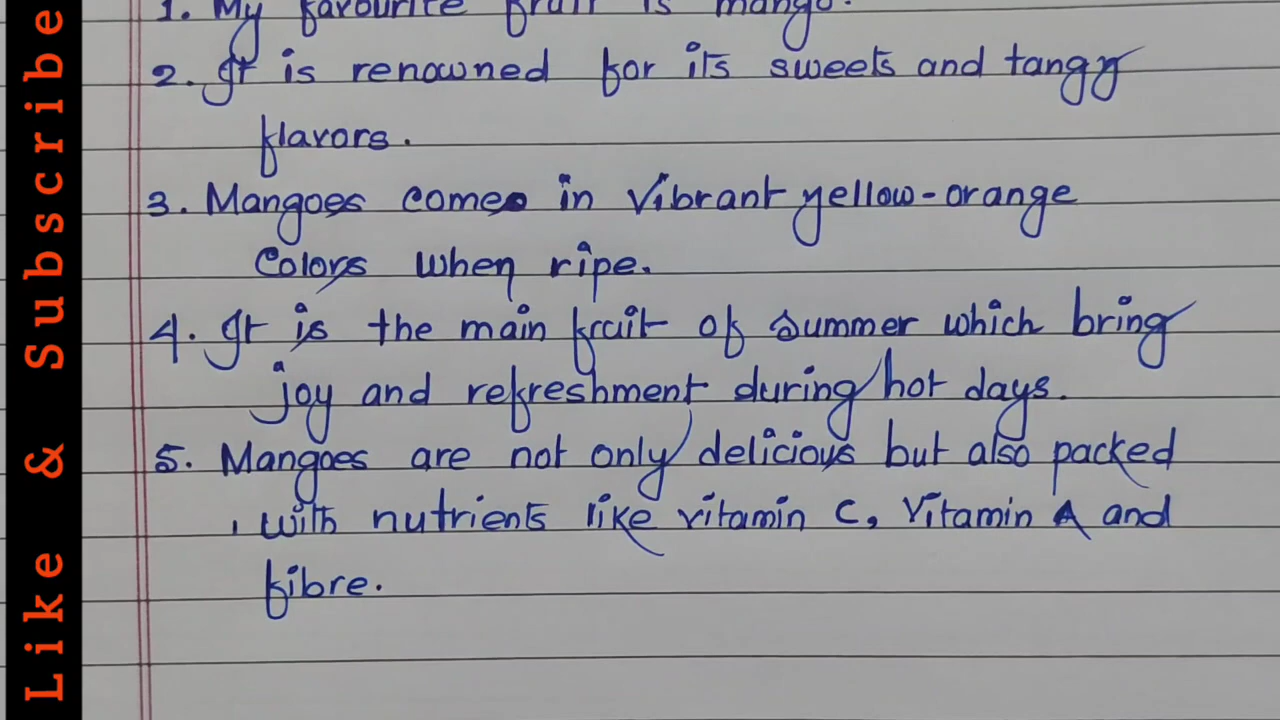 Like & Subscribe
1. My favourite fruit is mango.
2. It is renowned for its sweets and tangy
flavors.
3. Mangoes comes in Vibrant yellow-orange
Colors when ripe.
4. It is the main fruit of summer which bring
joy and refreshment during hot days.
5. Mangoes are not only delicious but also packed
with nutrients like vitamin C, Vitamin A and
fibre.